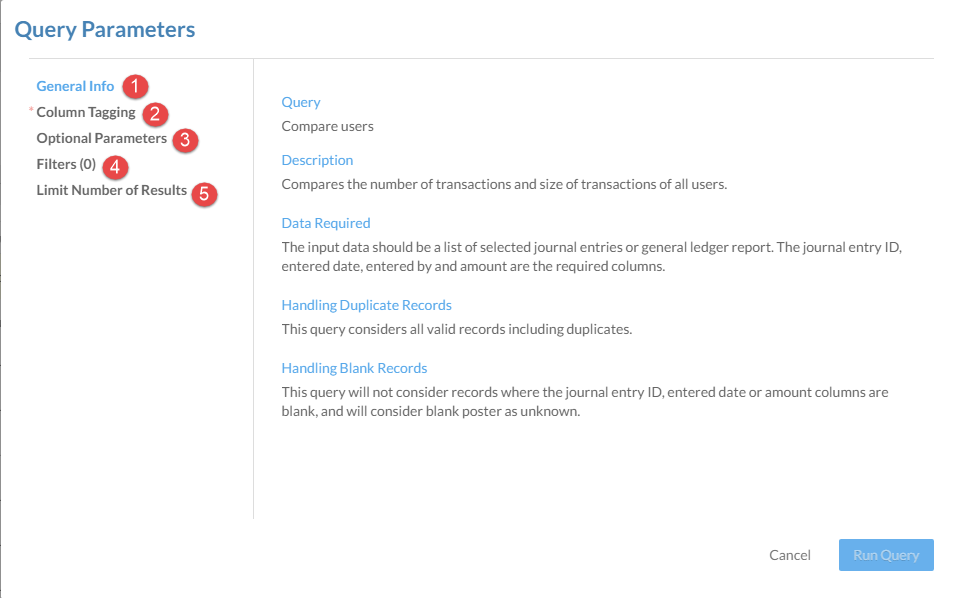 Query Parameters
General Info 1
* Column Tagging 2
Optional Parameters 3
Filters (0) 4
Limit Number of Results 5
Query
Compare users
Description
Compares the number of transactions and size of transactions of all users.
Data Required
The input data should be a list of selected journal entries or general ledger report. The journal entry ID,
entered date, entered by and amount are the required columns.
Handling Duplicate Records
This query considers all valid records including duplicates.
Handling Blank Records
This query will not consider records where the journal entry ID, entered date or amount columns are
blank, and will consider blank poster as unknown.
Cancel Run Query